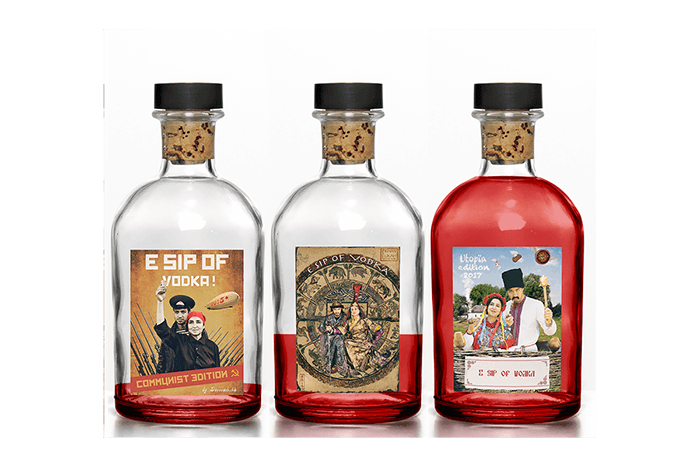 E SIP OF
VODKA!
COMMUNIST EDITION
E SIP OF VODKA
Utopia
edition
2017
E SIP OF VODKA